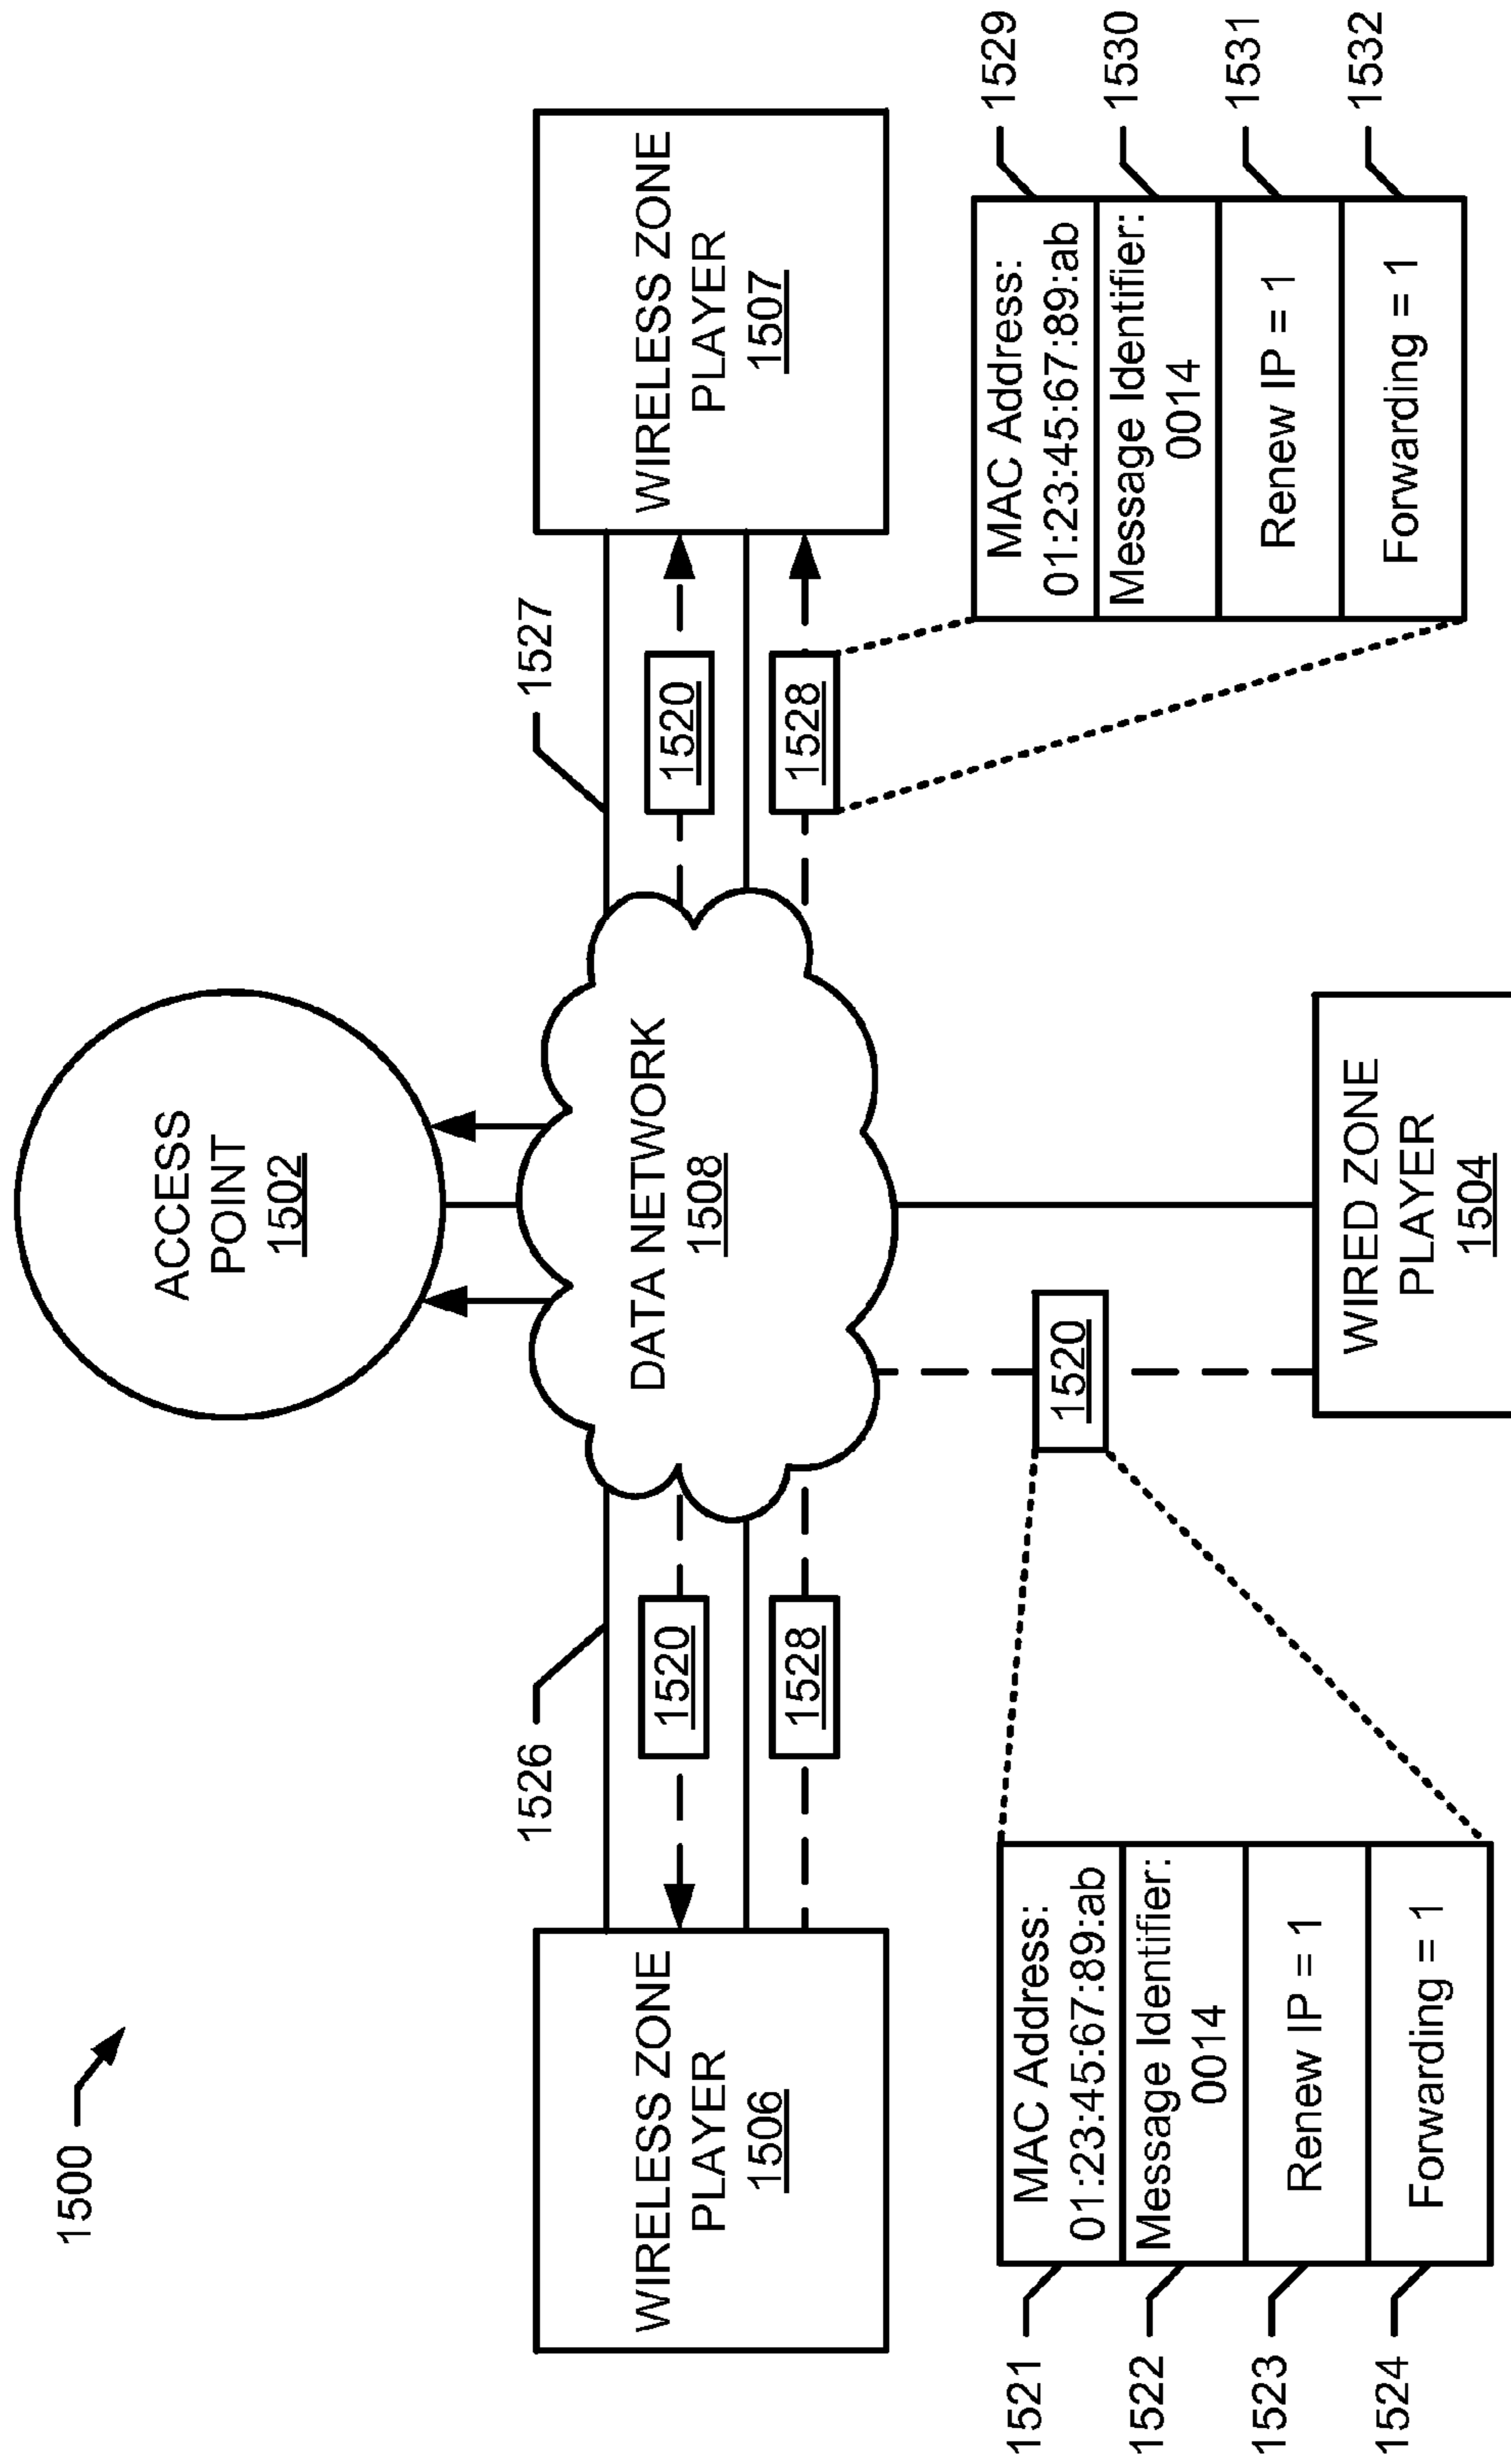 1500
ACCESS
POINT
1502
1526
1527
WIRELESS ZONE
PLAYER
1506
1520
1528
DATA NETWORK
1508
1520
1528
WIRELESS ZONE
PLAYER
1507
1521
1522
1523
1524
MAC Address:
01:23:45:67:89:ab
Message Identifier:
0014
Renew IP = 1
Forwarding = 1
1520
WIRED ZONE
PLAYER
1504
MAC Address:
01:23:45:67:89:ab
Message Identifier:
0014
Renew IP = 1
Forwarding = 1
1529
1530
1531
1532